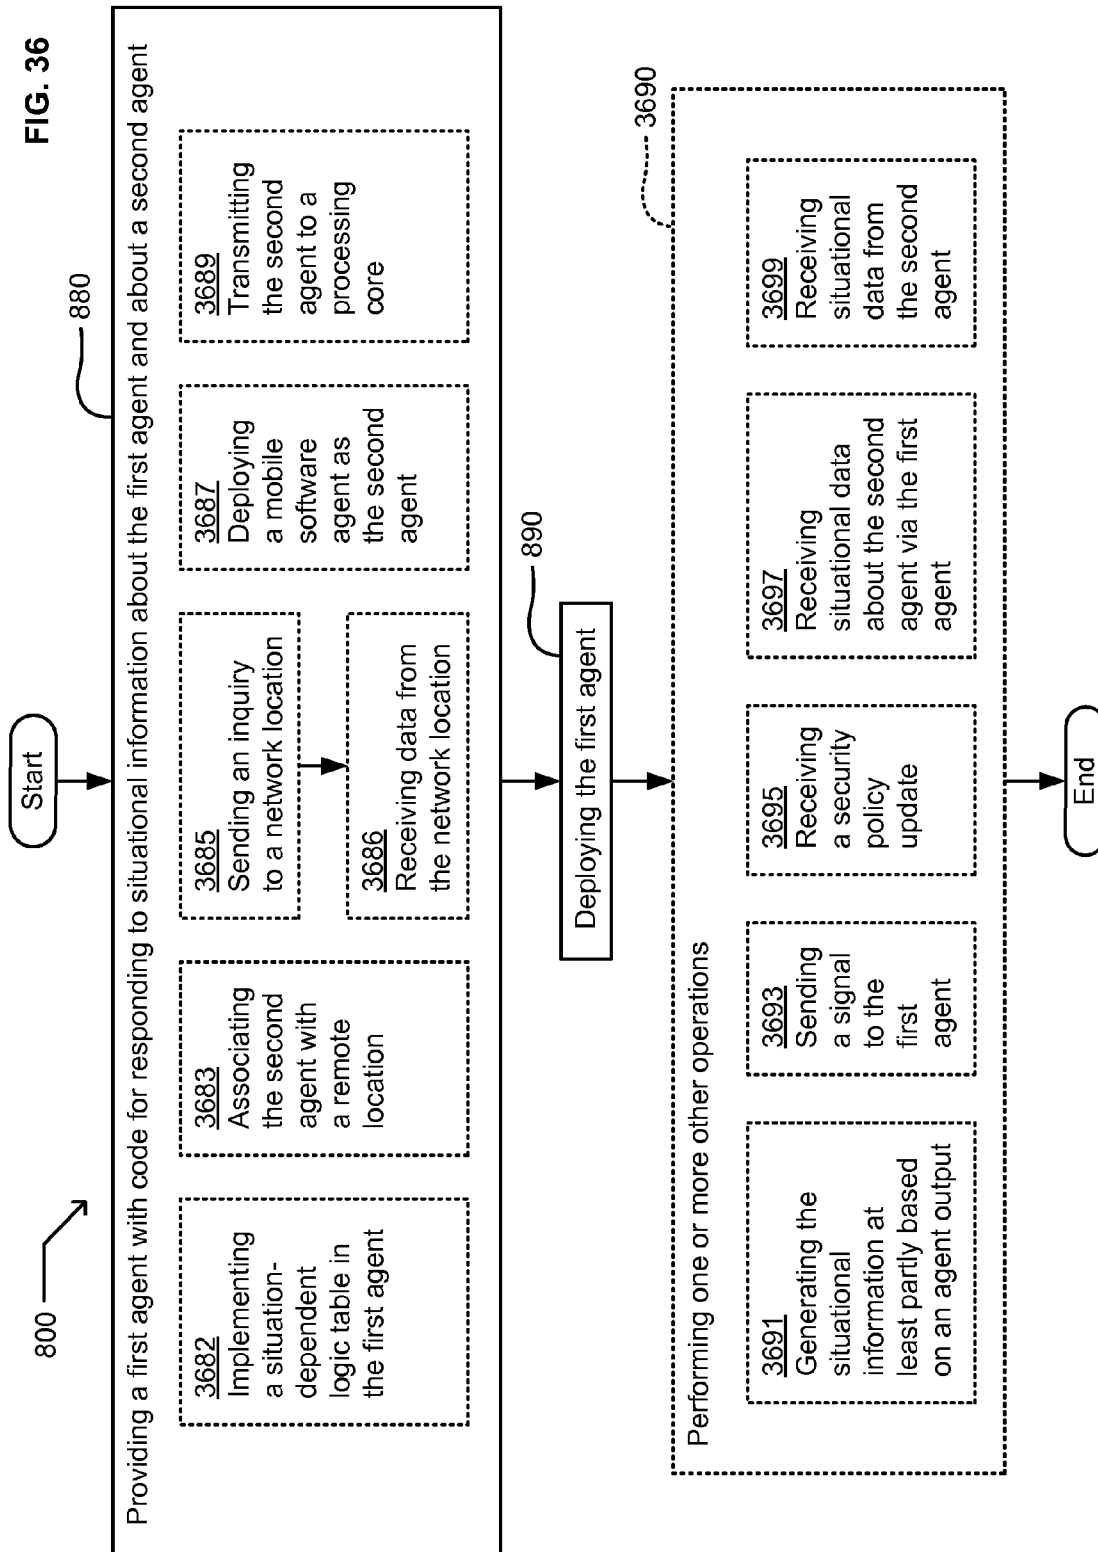 FIG. 36
800
Start
880
Providing a first agent with code for responding to situational information about the first agent and about a second agent
3682
Implementing
a situation-
dependent
logic table in
the first agent
3683
Associating
the second
agent with
a remote
location
3685
Sending an inquiry
to a network location
3686
Receiving data from
the network location
3687
Deploying
a mobile
software
agent as
the second
agent
3689
Transmitting
the second
agent to a
processing
core
890
Deploying the first agent
3690
Performing one or more other operations
3691
Generating the
situational
information at
least partly based
on an agent output
3693
Sending
a signal
to the
first
agent
3695
Receiving
a security
policy
update
3697
Receiving
situational data
about the second
agent via the first
agent
3699
Receiving
situational
data from
the second
agent
End